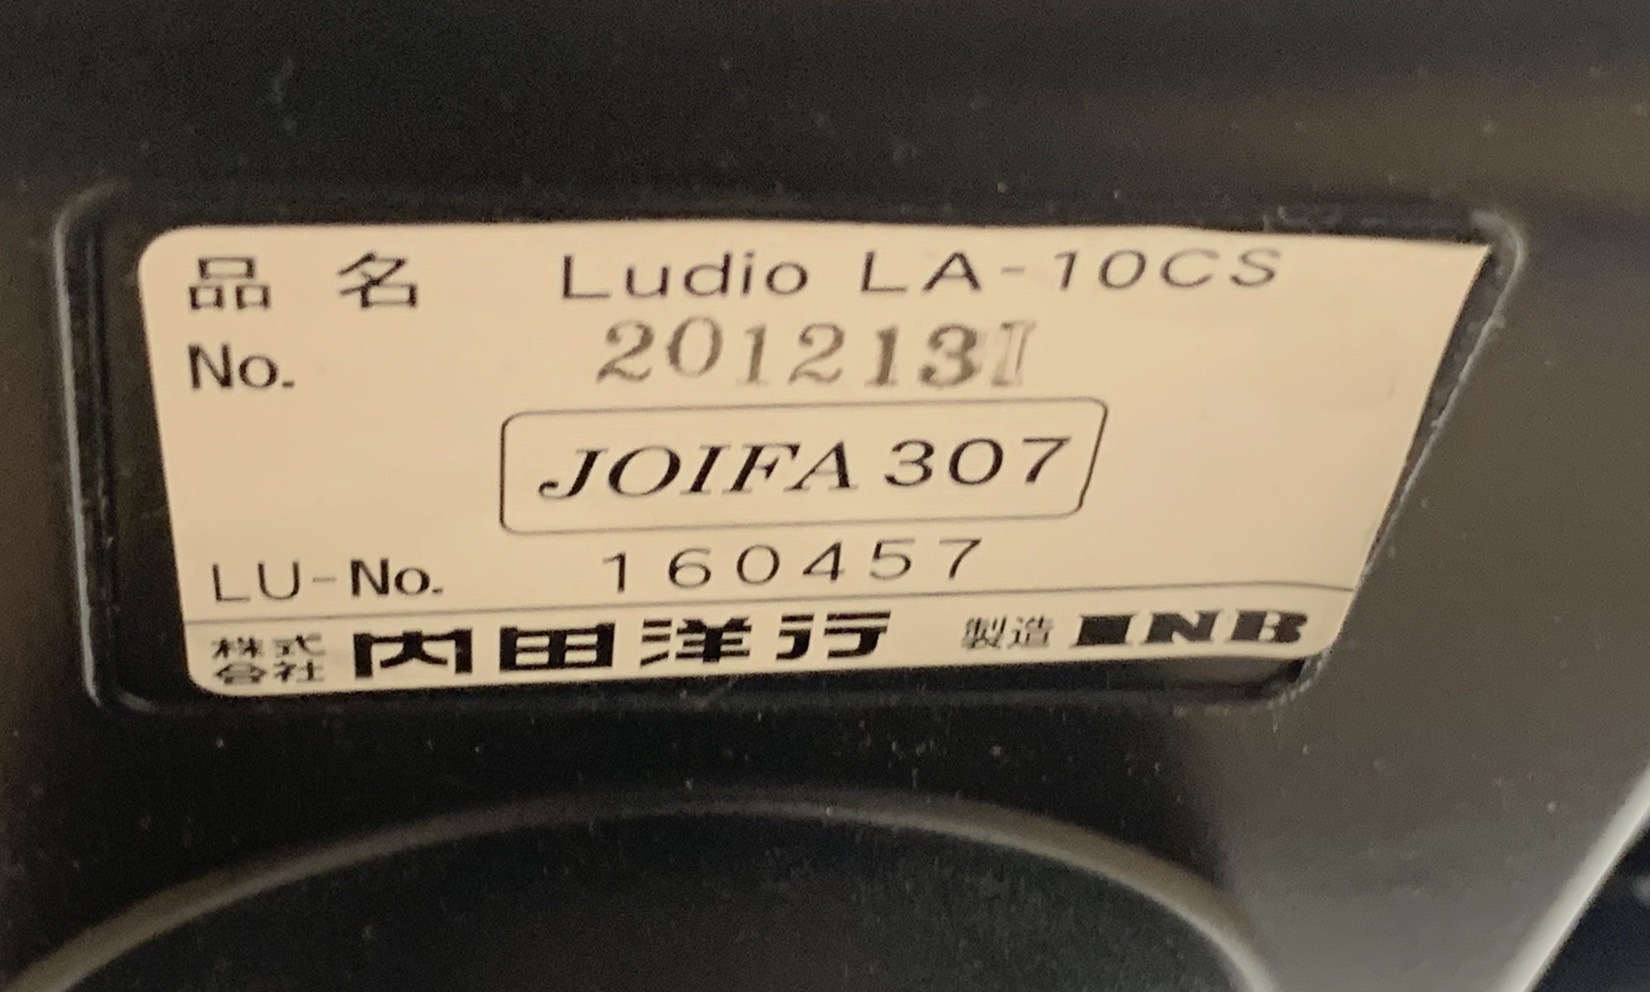 品名 Ludio LA-10CS
No. 201213I
JOIFA 307
LU-No. 160457
株式会社 内田洋行 製造 INB